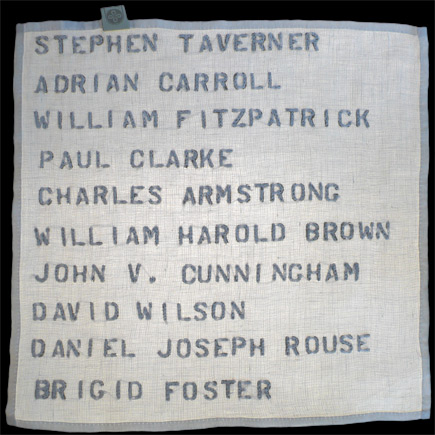 STEPHEN TAVERNER
ADRIAN CARROLL
WILLIAM FITZPATRICK
PAUL CLARKE
CHARLES ARMSTRONG
WILLIAM HAROLD BROWN
JOHN V. CUNNINGHAM
DAVID WILSON
DANIEL JOSEPH ROUSE
BRIGID FOSTER